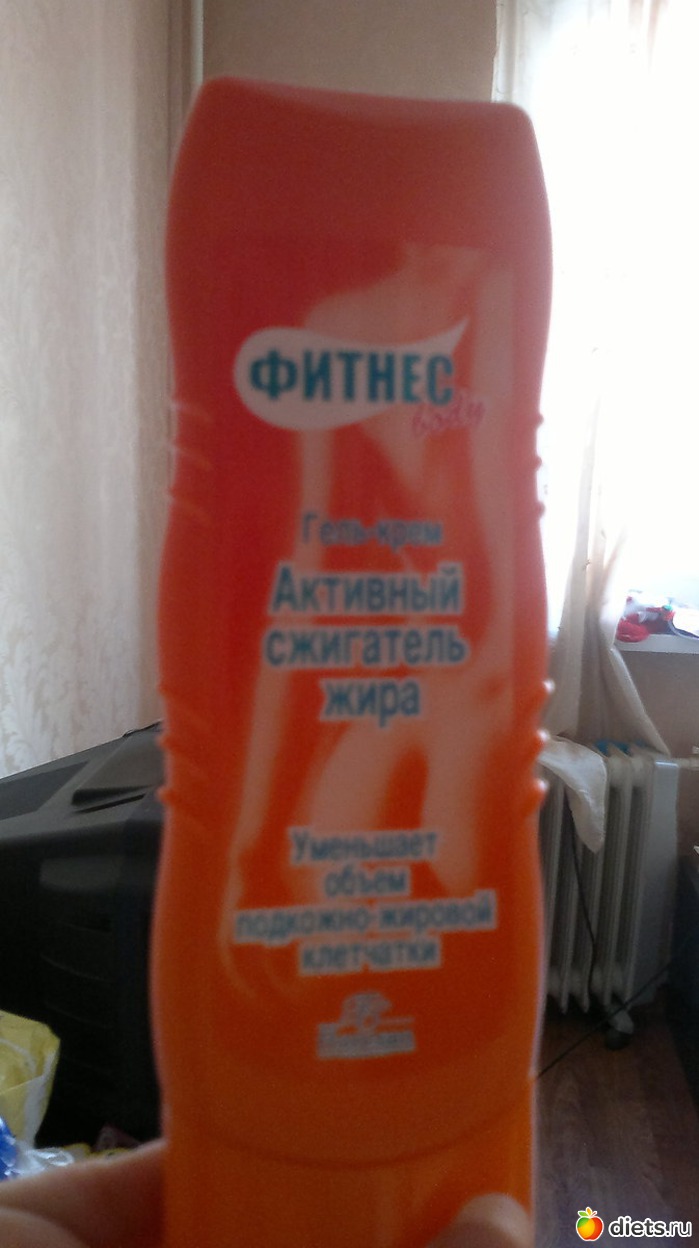 ФИТНЕС
body
Гель-крем
Активный
сжигатель
жира
Уменьшает
объем
подкожно-жировой
клетчатки
diets.ru